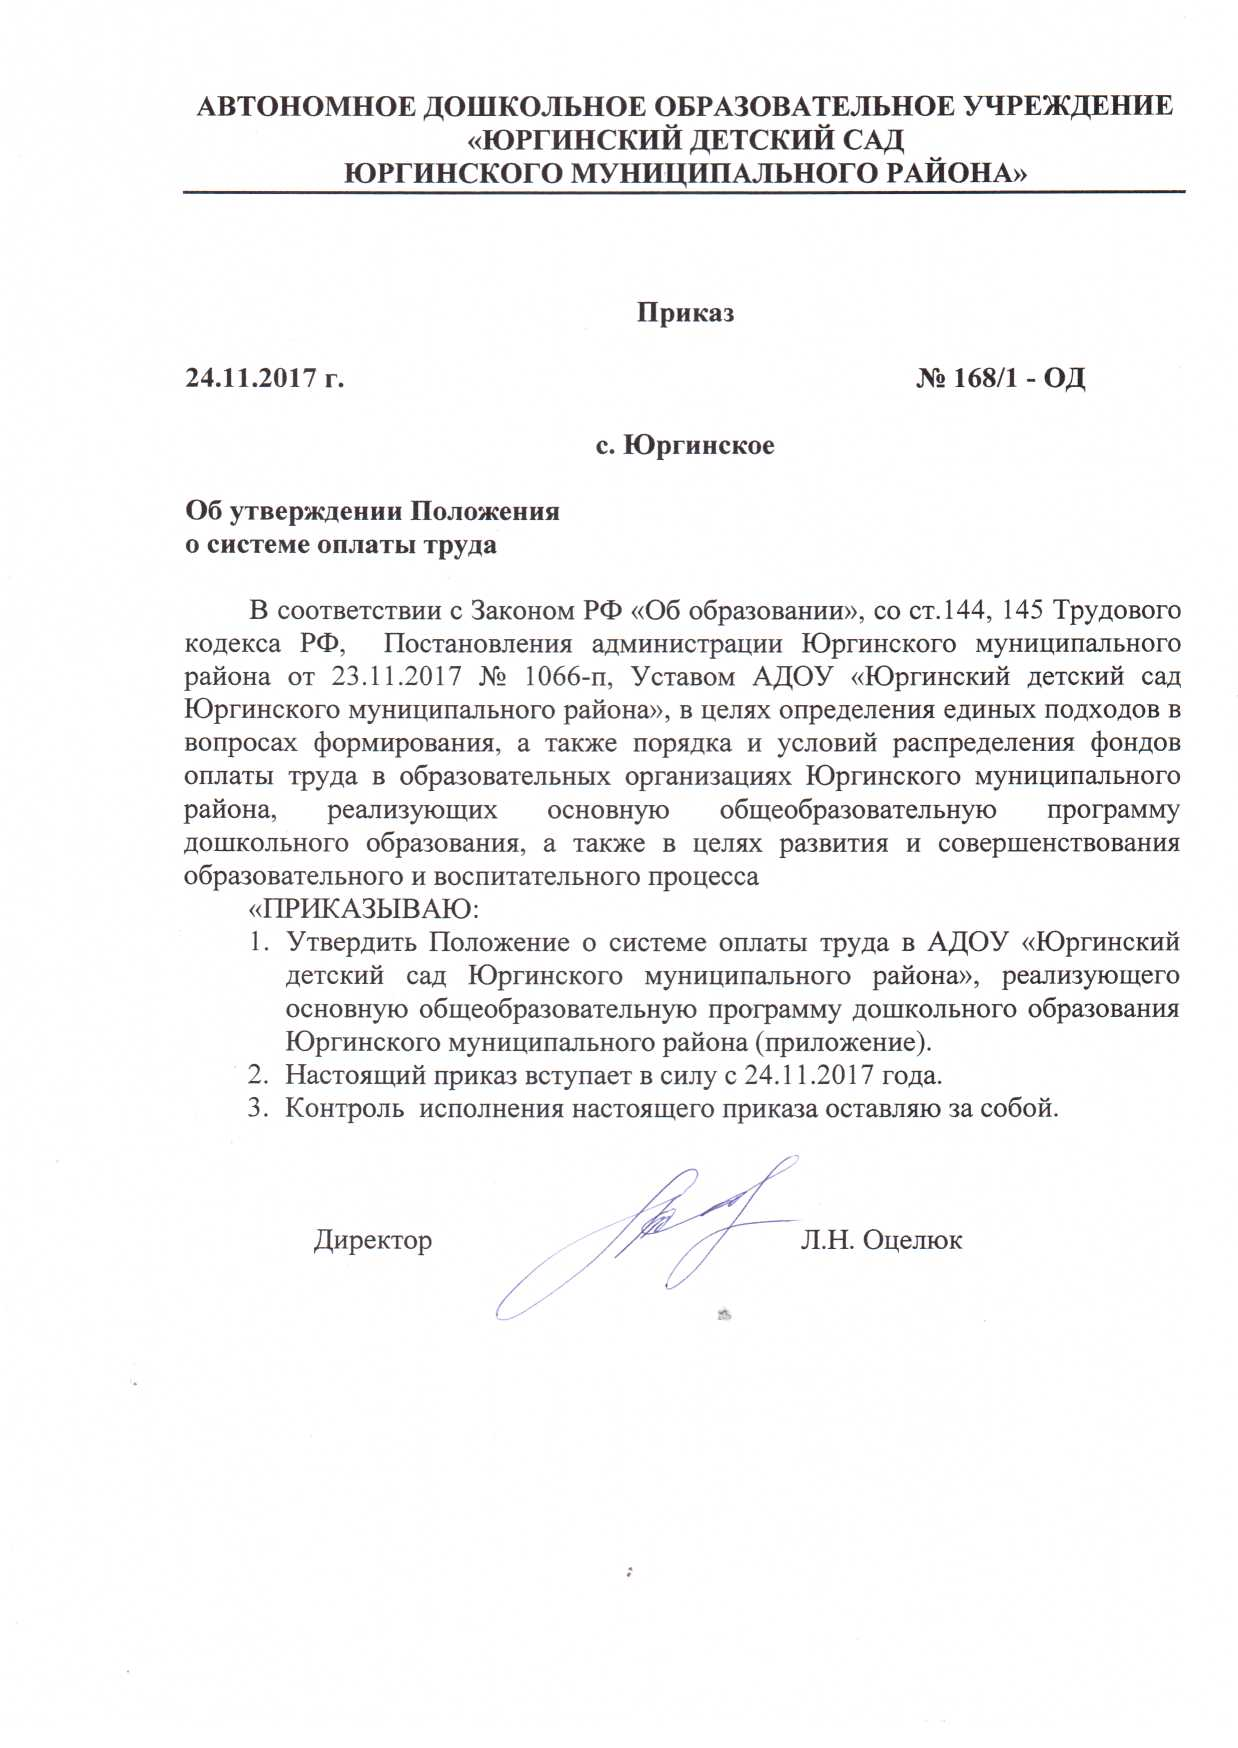 АВТОНОМНОЕ ДОШКОЛЬНОЕ ОБРАЗОВАТЕЛЬНОЕ УЧРЕЖДЕНИЕ
«ЮРГИНСКИЙ ДЕТСКИЙ САД
ЮРГИНСКОГО МУНИЦИПАЛЬНОГО РАЙОНА»
Приказ
24.11.2017 г. № 168/1 - ОД
с. Юргинское
Об утверждении Положения
о системе оплаты труда
В соответствии с Законом РФ «Об образовании», со ст.144, 145 Трудового
кодекса РФ, Постановления администрации Юргинского муниципального
района от 23.11.2017 № 1066-п, Уставом АДОУ «Юргинский детский сад
Юргинского муниципального района», в целях определения единых подходов в
вопросах формирования, а также порядка и условий распределения фондов
оплаты труда в образовательных организациях Юргинского муниципального
района, реализующих основную общеобразовательную программу
дошкольного образования, а также в целях развития и совершенствования
образовательного и воспитательного процесса
«ПРИКАЗЫВАЮ:
1. Утвердить Положение о системе оплаты труда в АДОУ «Юргинский
детский сад Юргинского муниципального района», реализующего
основную общеобразовательную программу дошкольного образования
Юргинского муниципального района (приложение).
2. Настоящий приказ вступает в силу с 24.11.2017 года.
3. Контроль исполнения настоящего приказа оставляю за собой.
Директор Л.Н. Оцелюк